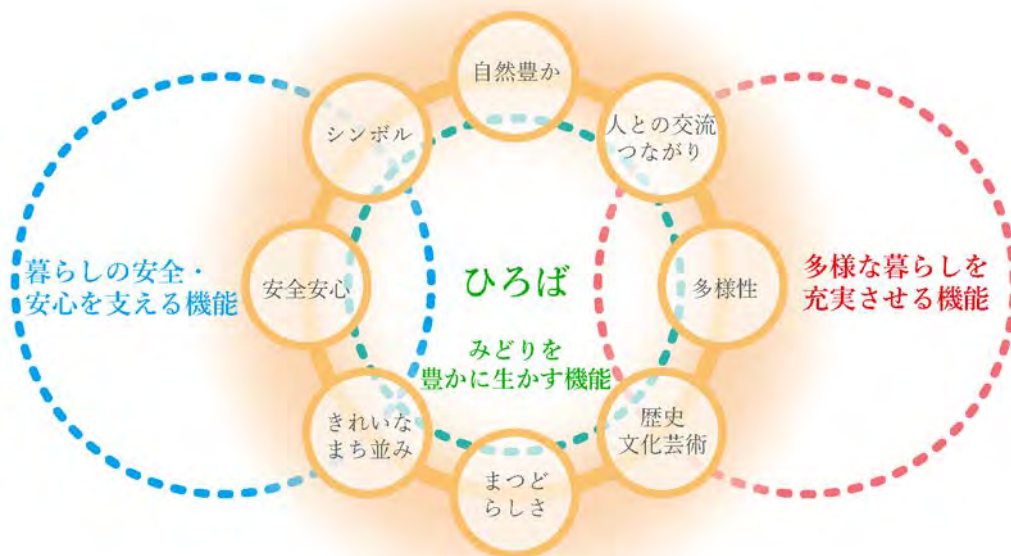 自然豊か
シンボル
人との交流
つながり
暮らしの安全・
安心を支える機能
安全安心
ひろば
多様性
多様な暮らしを
充実させる機能
みどりを
豊かに生かす機能
きれいな
まち並み
歴史
文化芸術
まつど
らしさ